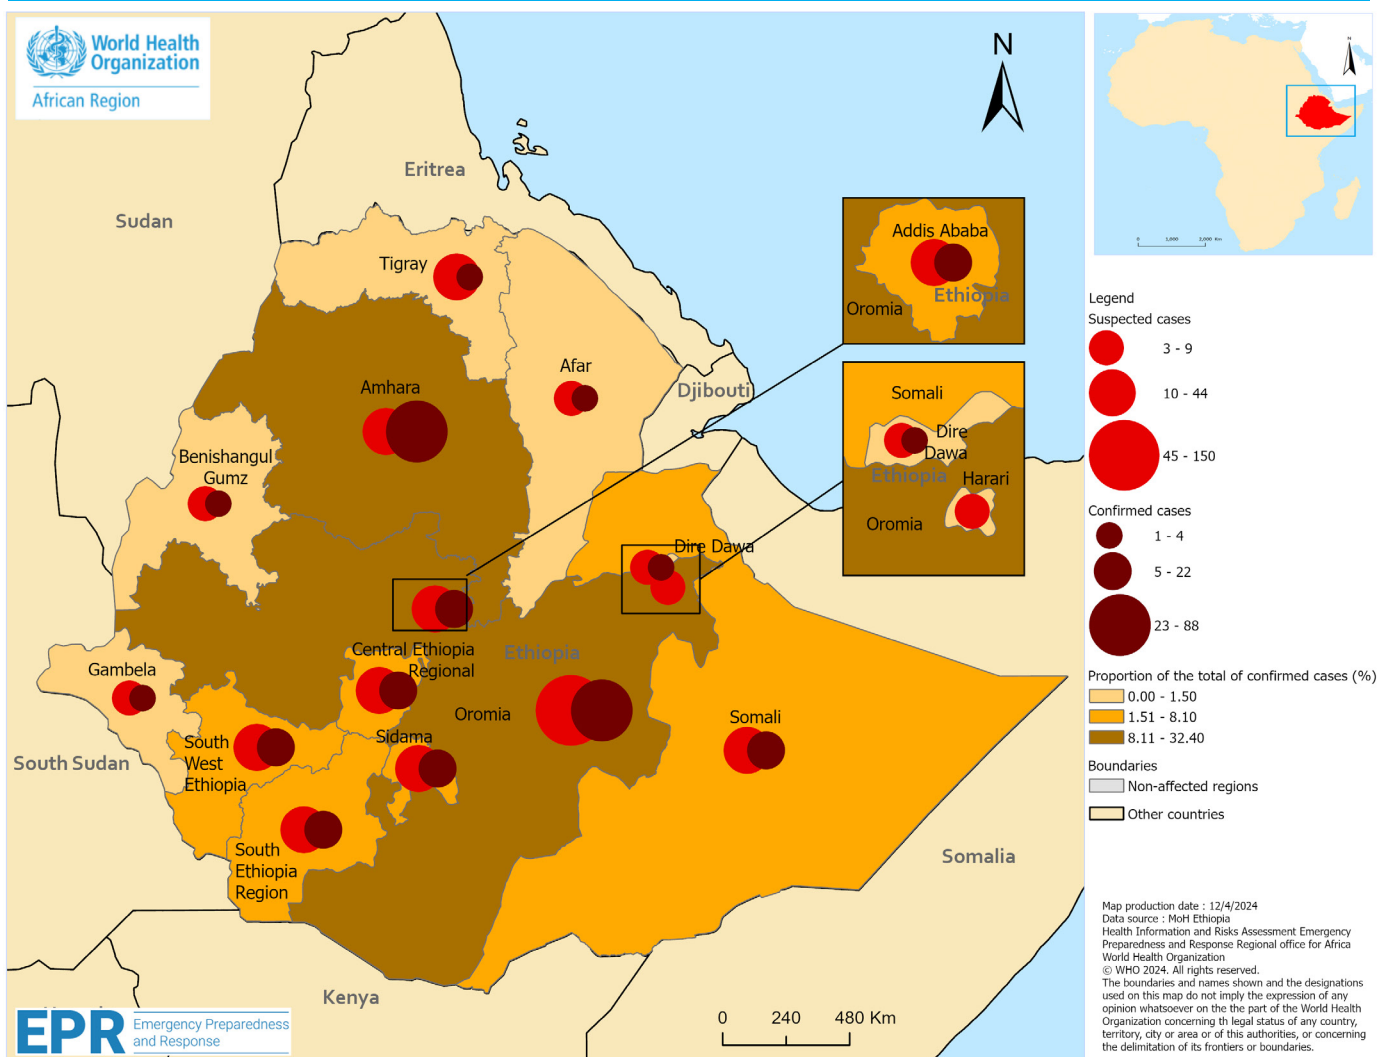 World Health
Organization
African Region
N
Eritrea
Sudan
Tigray
Afar
Amhara
Djibouti
Benishangul
Gumz
Dire Dawa
Central Ethiopia
Regional
Ethiopia
Gambela
Oromia
Somali
Sidama
South
West
Ethiopia
South Sudan
South
Ethiopia
Region
Somalia
Kenya
Addis Ababa
Ethiopia
Oromia
Somali
Dire
Dawa
Ethiopia
Harari
Oromia
0 240 480 Km
EPR Emergency Preparedness
and Response
N
0 1,000 2,000 Km
Legend
Suspected cases
3 - 9
10 - 44
45 - 150
Confirmed cases
1 - 4
5 - 22
23 - 88
Proportion of the total of confirmed cases (%)
0.00 - 1.50
1.51 - 8.10
8.11 - 32.40
Boundaries
Non-affected regions
Other countries
Map production date : 12/4/2024
Data source : MoH Ethiopia
Health Information and Risks Assessment Emergency
Preparedness and Response Regional office for Africa
World Health Organization
© WHO 2024. All rights reserved.
The boundaries and names shown and the designations
used on this map do not imply the expression of any
opinion whatsoever on the the part of the World Health
Organization concerning th legal status of any country,
territory, city or area or of this authorities, or concerning
the delimitation of its frontiers or boundaries.